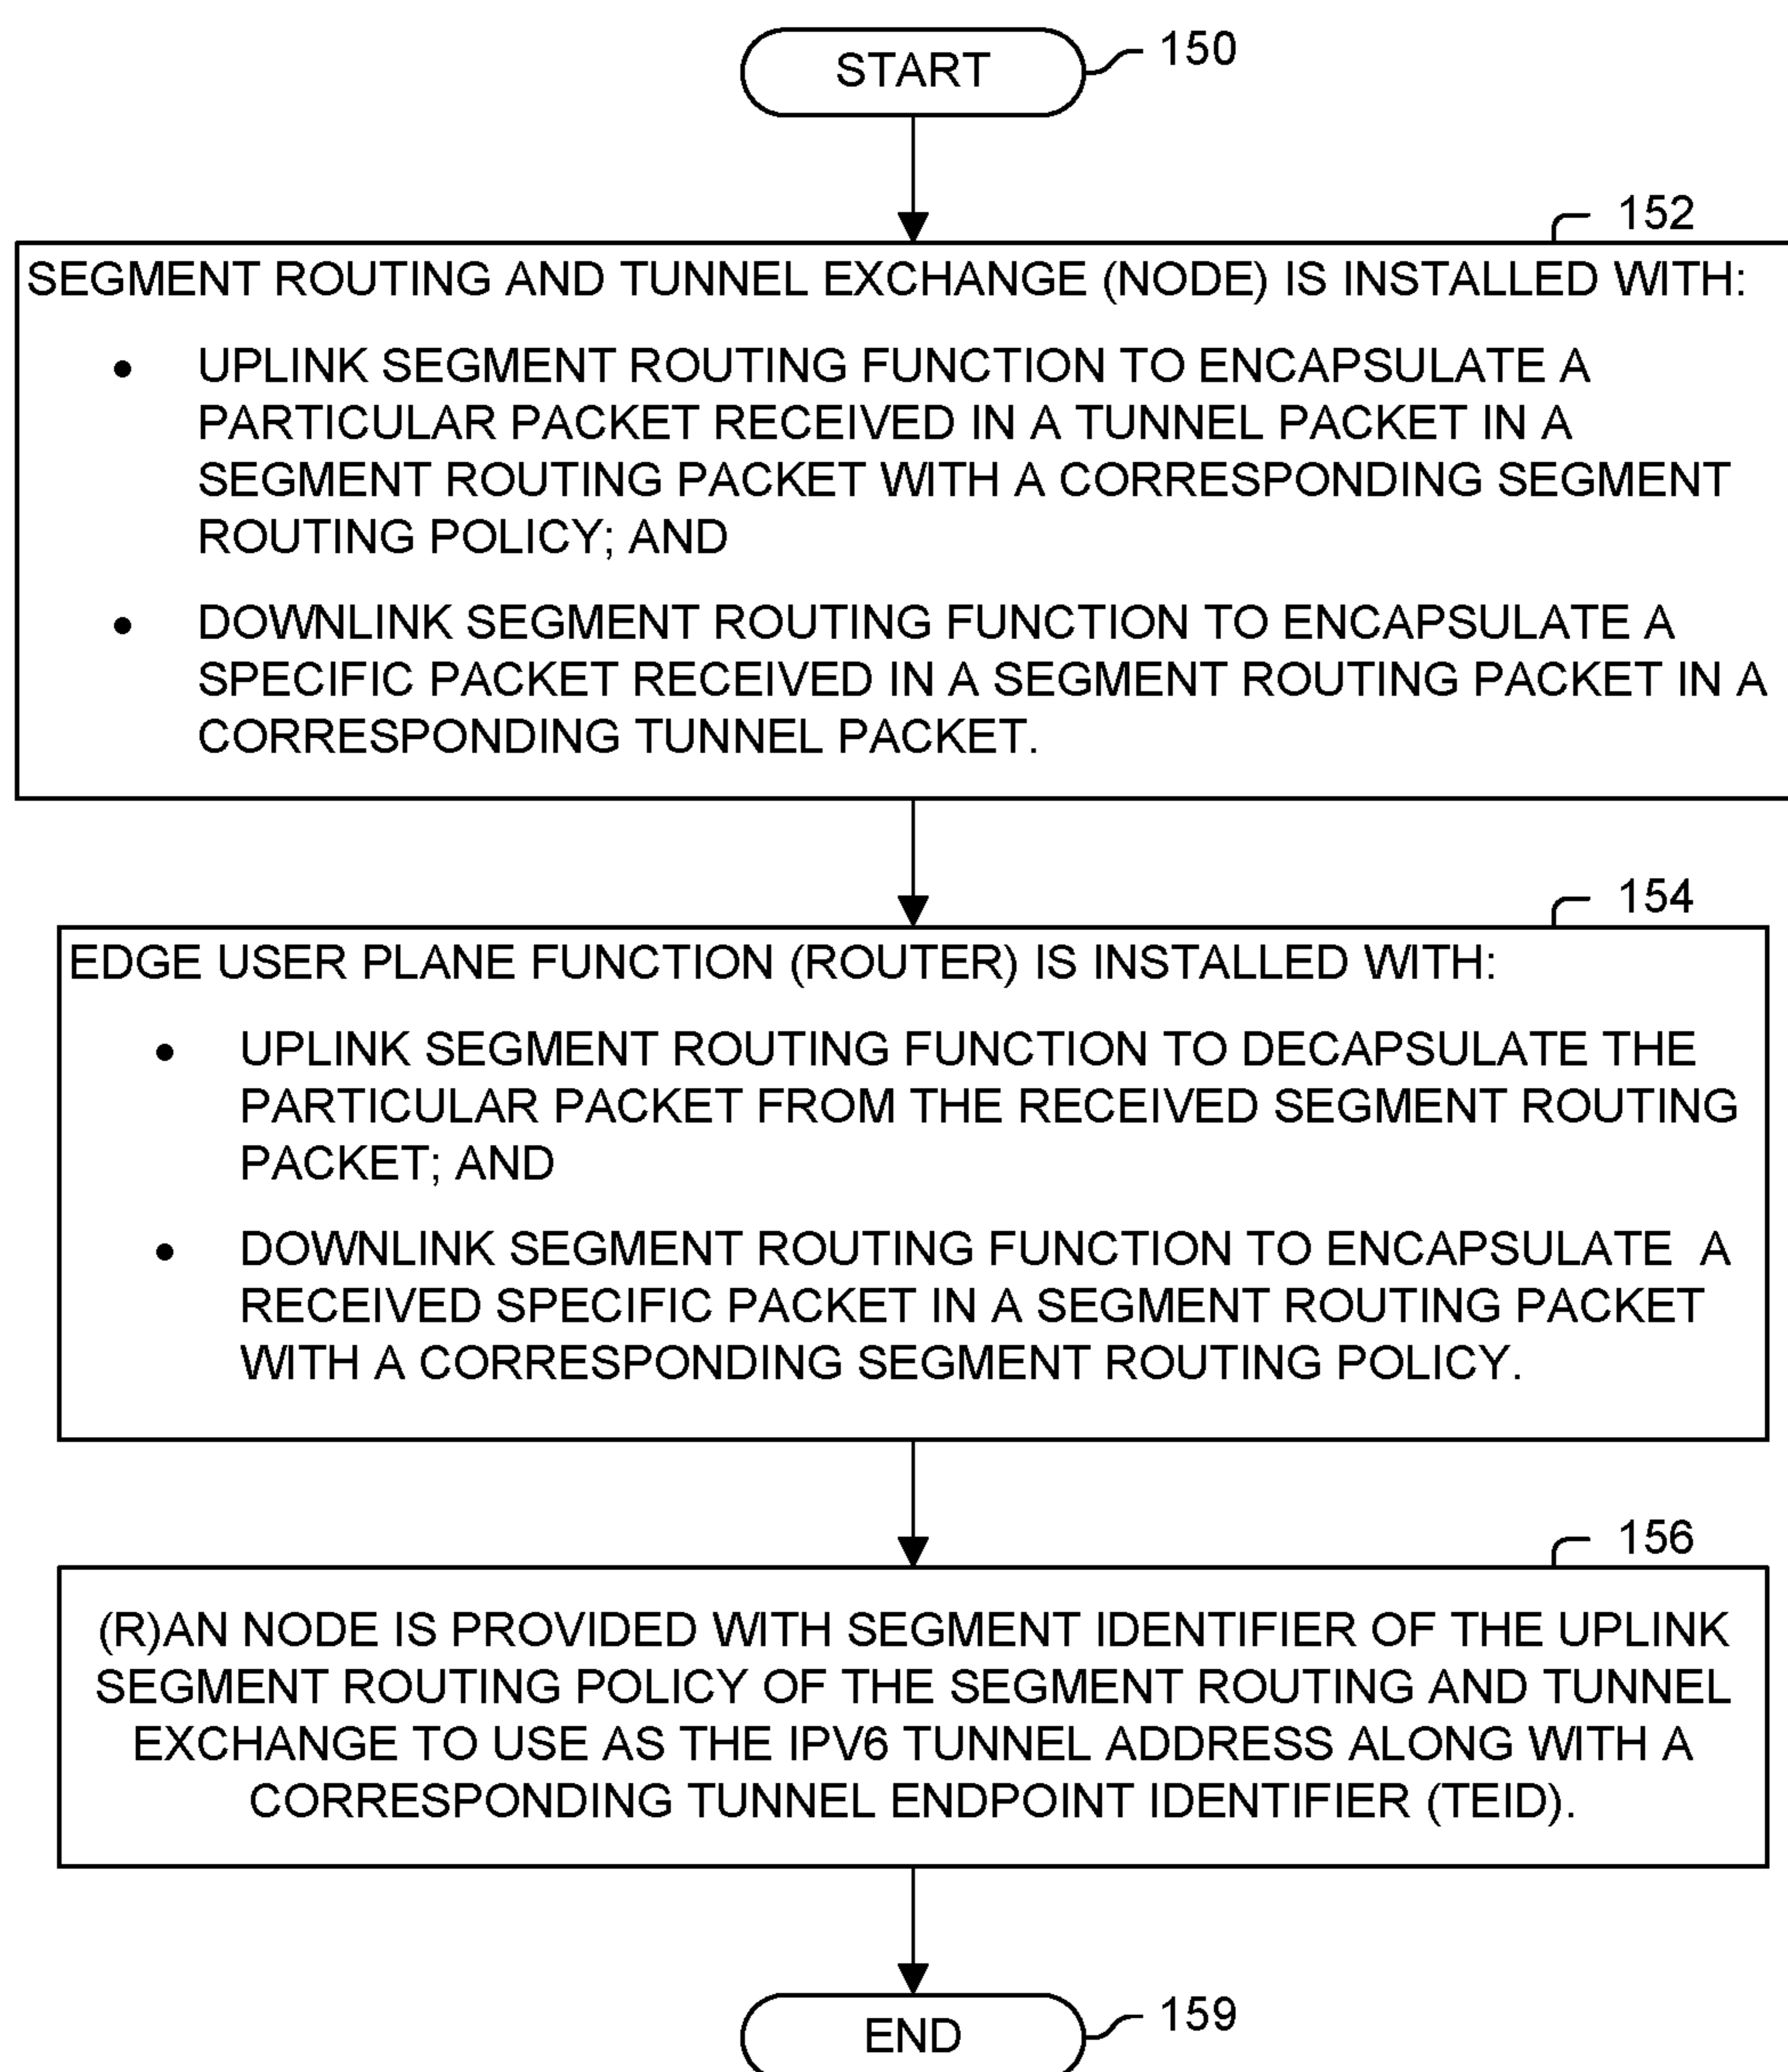 START
150
152
SEGMENT ROUTING AND TUNNEL EXCHANGE (NODE) IS INSTALLED WITH:
• UPLINK SEGMENT ROUTING FUNCTION TO ENCAPSULATE A
PARTICULAR PACKET RECEIVED IN A TUNNEL PACKET IN A
SEGMENT ROUTING PACKET WITH A CORRESPONDING SEGMENT
ROUTING POLICY; AND
• DOWNLINK SEGMENT ROUTING FUNCTION TO ENCAPSULATE A
SPECIFIC PACKET RECEIVED IN A SEGMENT ROUTING PACKET IN A
CORRESPONDING TUNNEL PACKET.
154
EDGE USER PLANE FUNCTION (ROUTER) IS INSTALLED WITH:
• UPLINK SEGMENT ROUTING FUNCTION TO DECAPSULATE THE
PARTICULAR PACKET FROM THE RECEIVED SEGMENT ROUTING
PACKET; AND
• DOWNLINK SEGMENT ROUTING FUNCTION TO ENCAPSULATE A
RECEIVED SPECIFIC PACKET IN A SEGMENT ROUTING PACKET
WITH A CORRESPONDING SEGMENT ROUTING POLICY.
156
(R)AN NODE IS PROVIDED WITH SEGMENT IDENTIFIER OF THE UPLINK
SEGMENT ROUTING POLICY OF THE SEGMENT ROUTING AND TUNNEL
EXCHANGE TO USE AS THE IPV6 TUNNEL ADDRESS ALONG WITH A
CORRESPONDING TUNNEL ENDPOINT IDENTIFIER (TEID).
END
159